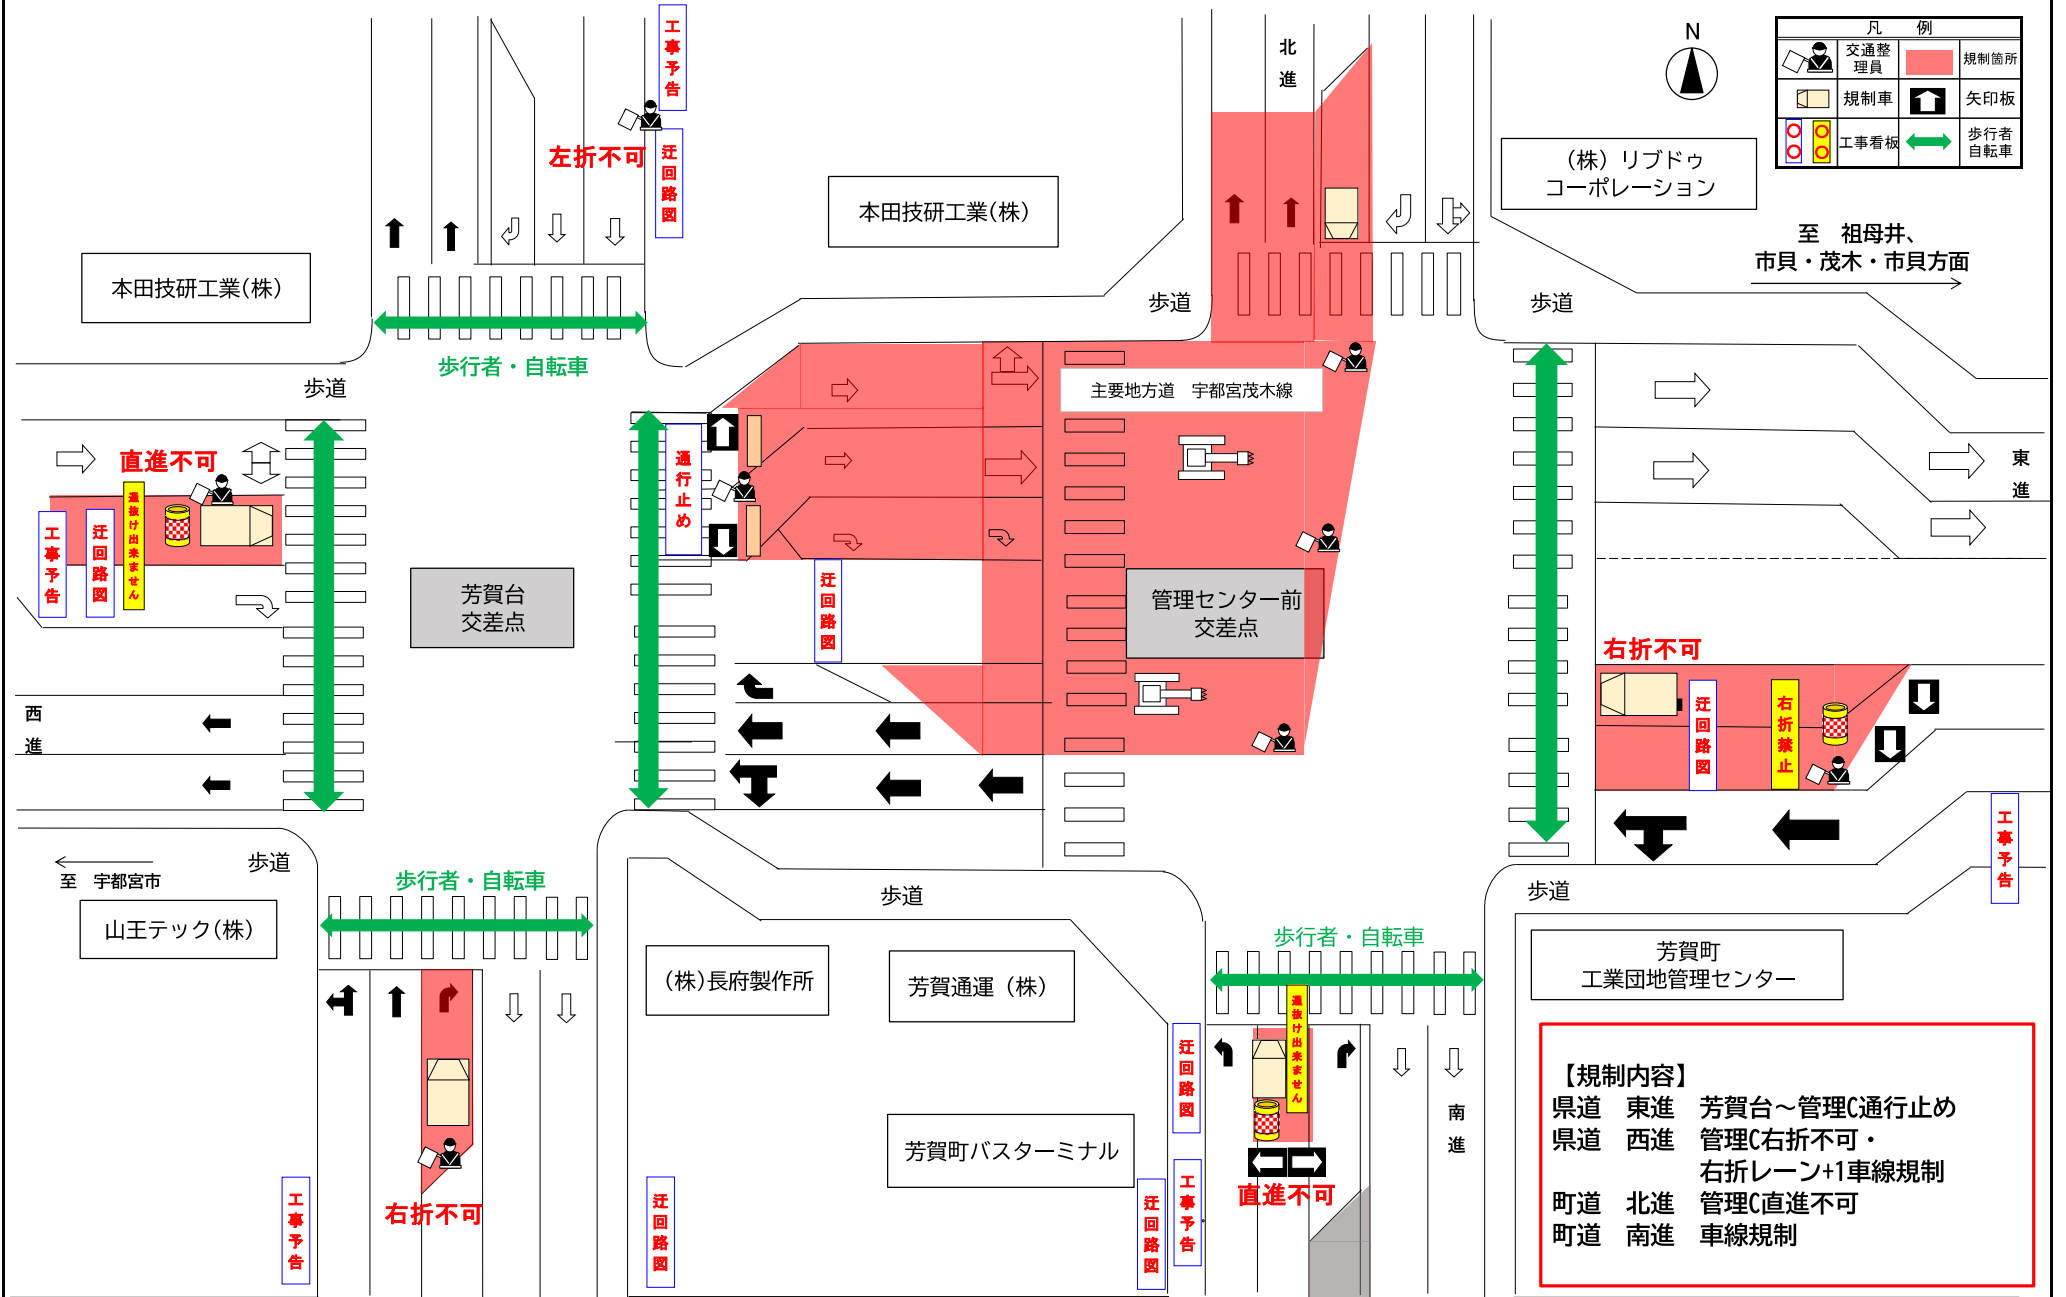 工事予告
北進
N
凡　例
交通整理員
規制箇所
規制車
矢印板
工事看板
歩行者
自転車
左折不可
迂回路図
本田技研工業(株)
(株) リブドゥ
コーポレーション
至　祖母井、
市貝・茂木・市貝方面
本田技研工業(株)
歩道
歩道
歩行者・自転車
歩道
主要地方道　宇都宮茂木線
直進不可
通行止め
東進
工事予告
迂回路図
通抜け出来ません
芳賀台
交差点
迂回路図
管理センター前
交差点
右折不可
西進
迂回路図
右折禁止
工事予告
歩道
至　宇都宮市
歩行者・自転車
歩道
歩道
山王テック(株)
(株)長府製作所
芳賀通運 (株)
歩行者・自転車
芳賀町
工業団地管理センター
通抜け出来ません
迂回路図
南進
芳賀町バスターミナル
直進不可
工事予告
右折不可
迂回路図
迂回路図
工事予告
【規制内容】
県道　東進　芳賀台～管理C通行止め
県道　西進　管理C右折不可・
右折レーン+1車線規制
町道　北進　管理C直進不可
町道　南進　車線規制